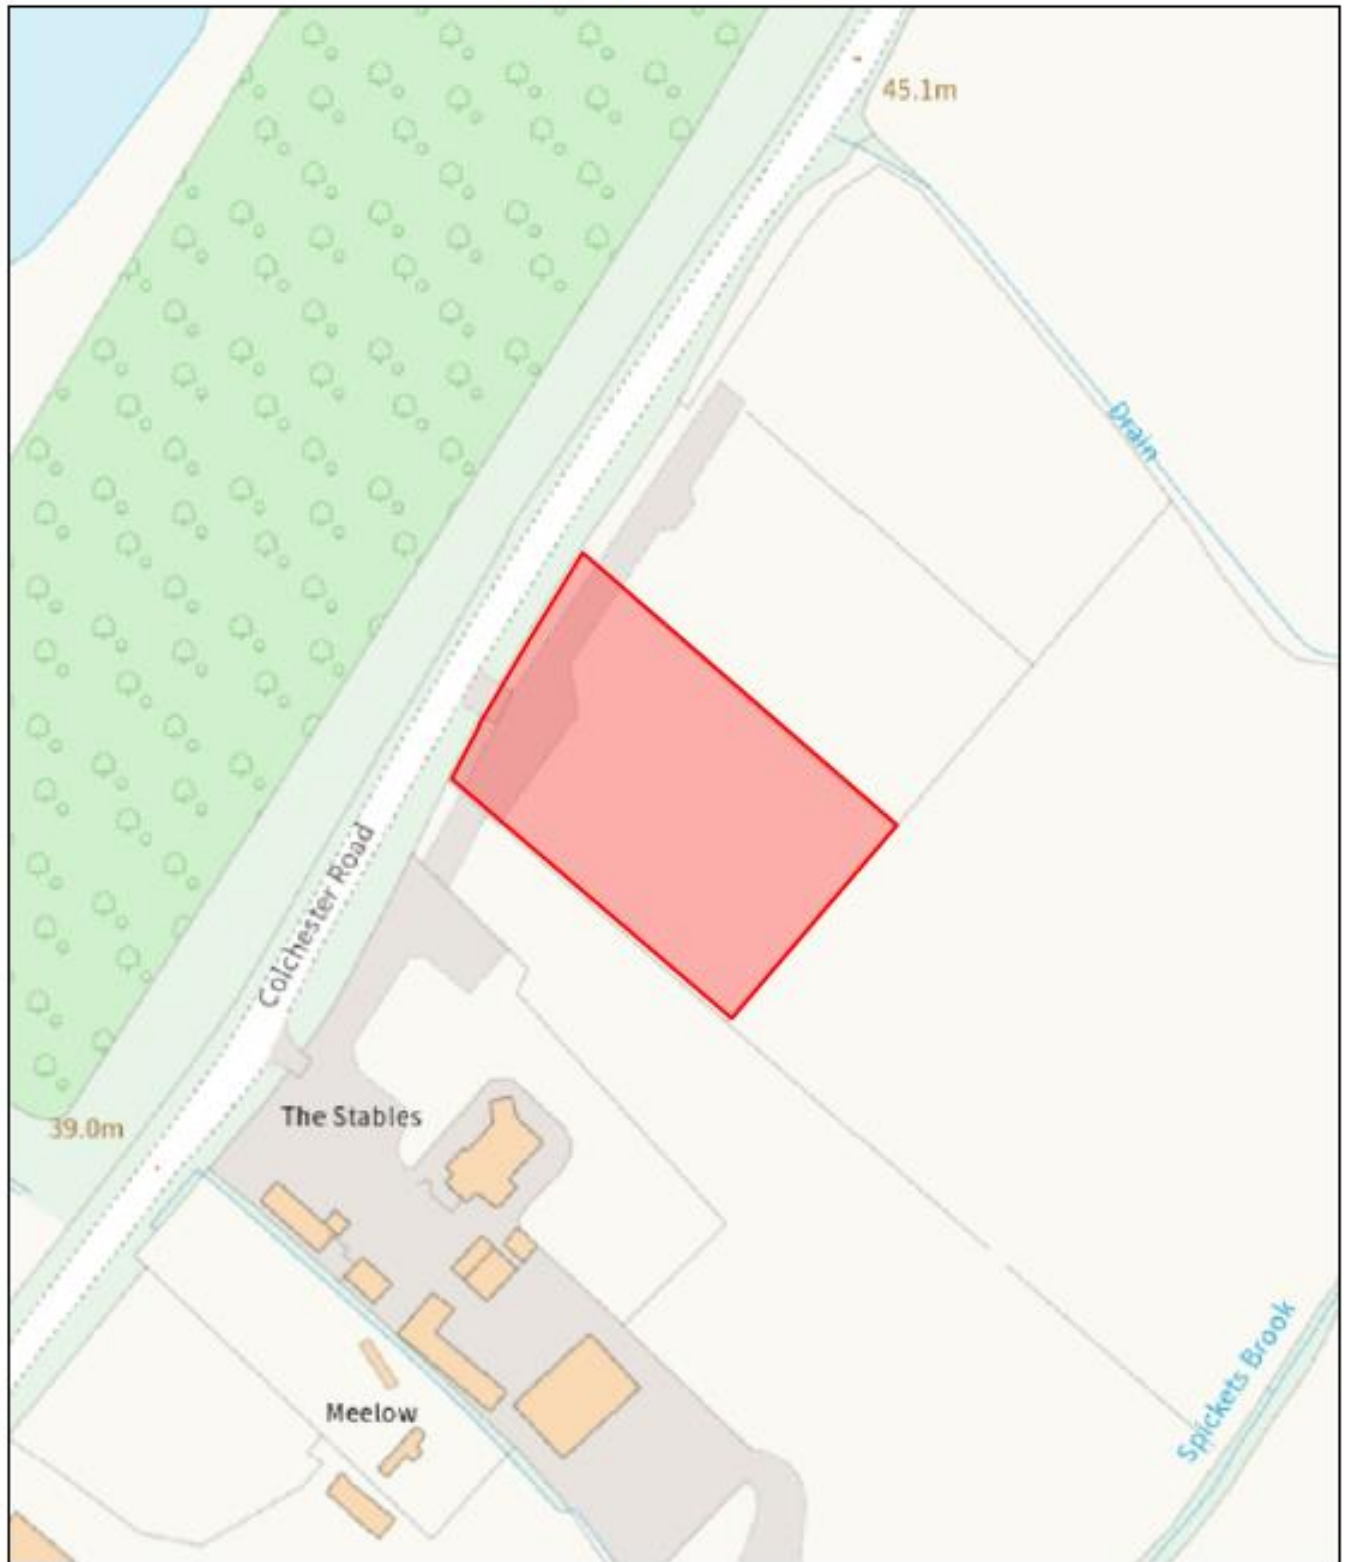 45.1m
Drain
Colchester Road
The Stables
39.0m
Spickets Brook
Meelow